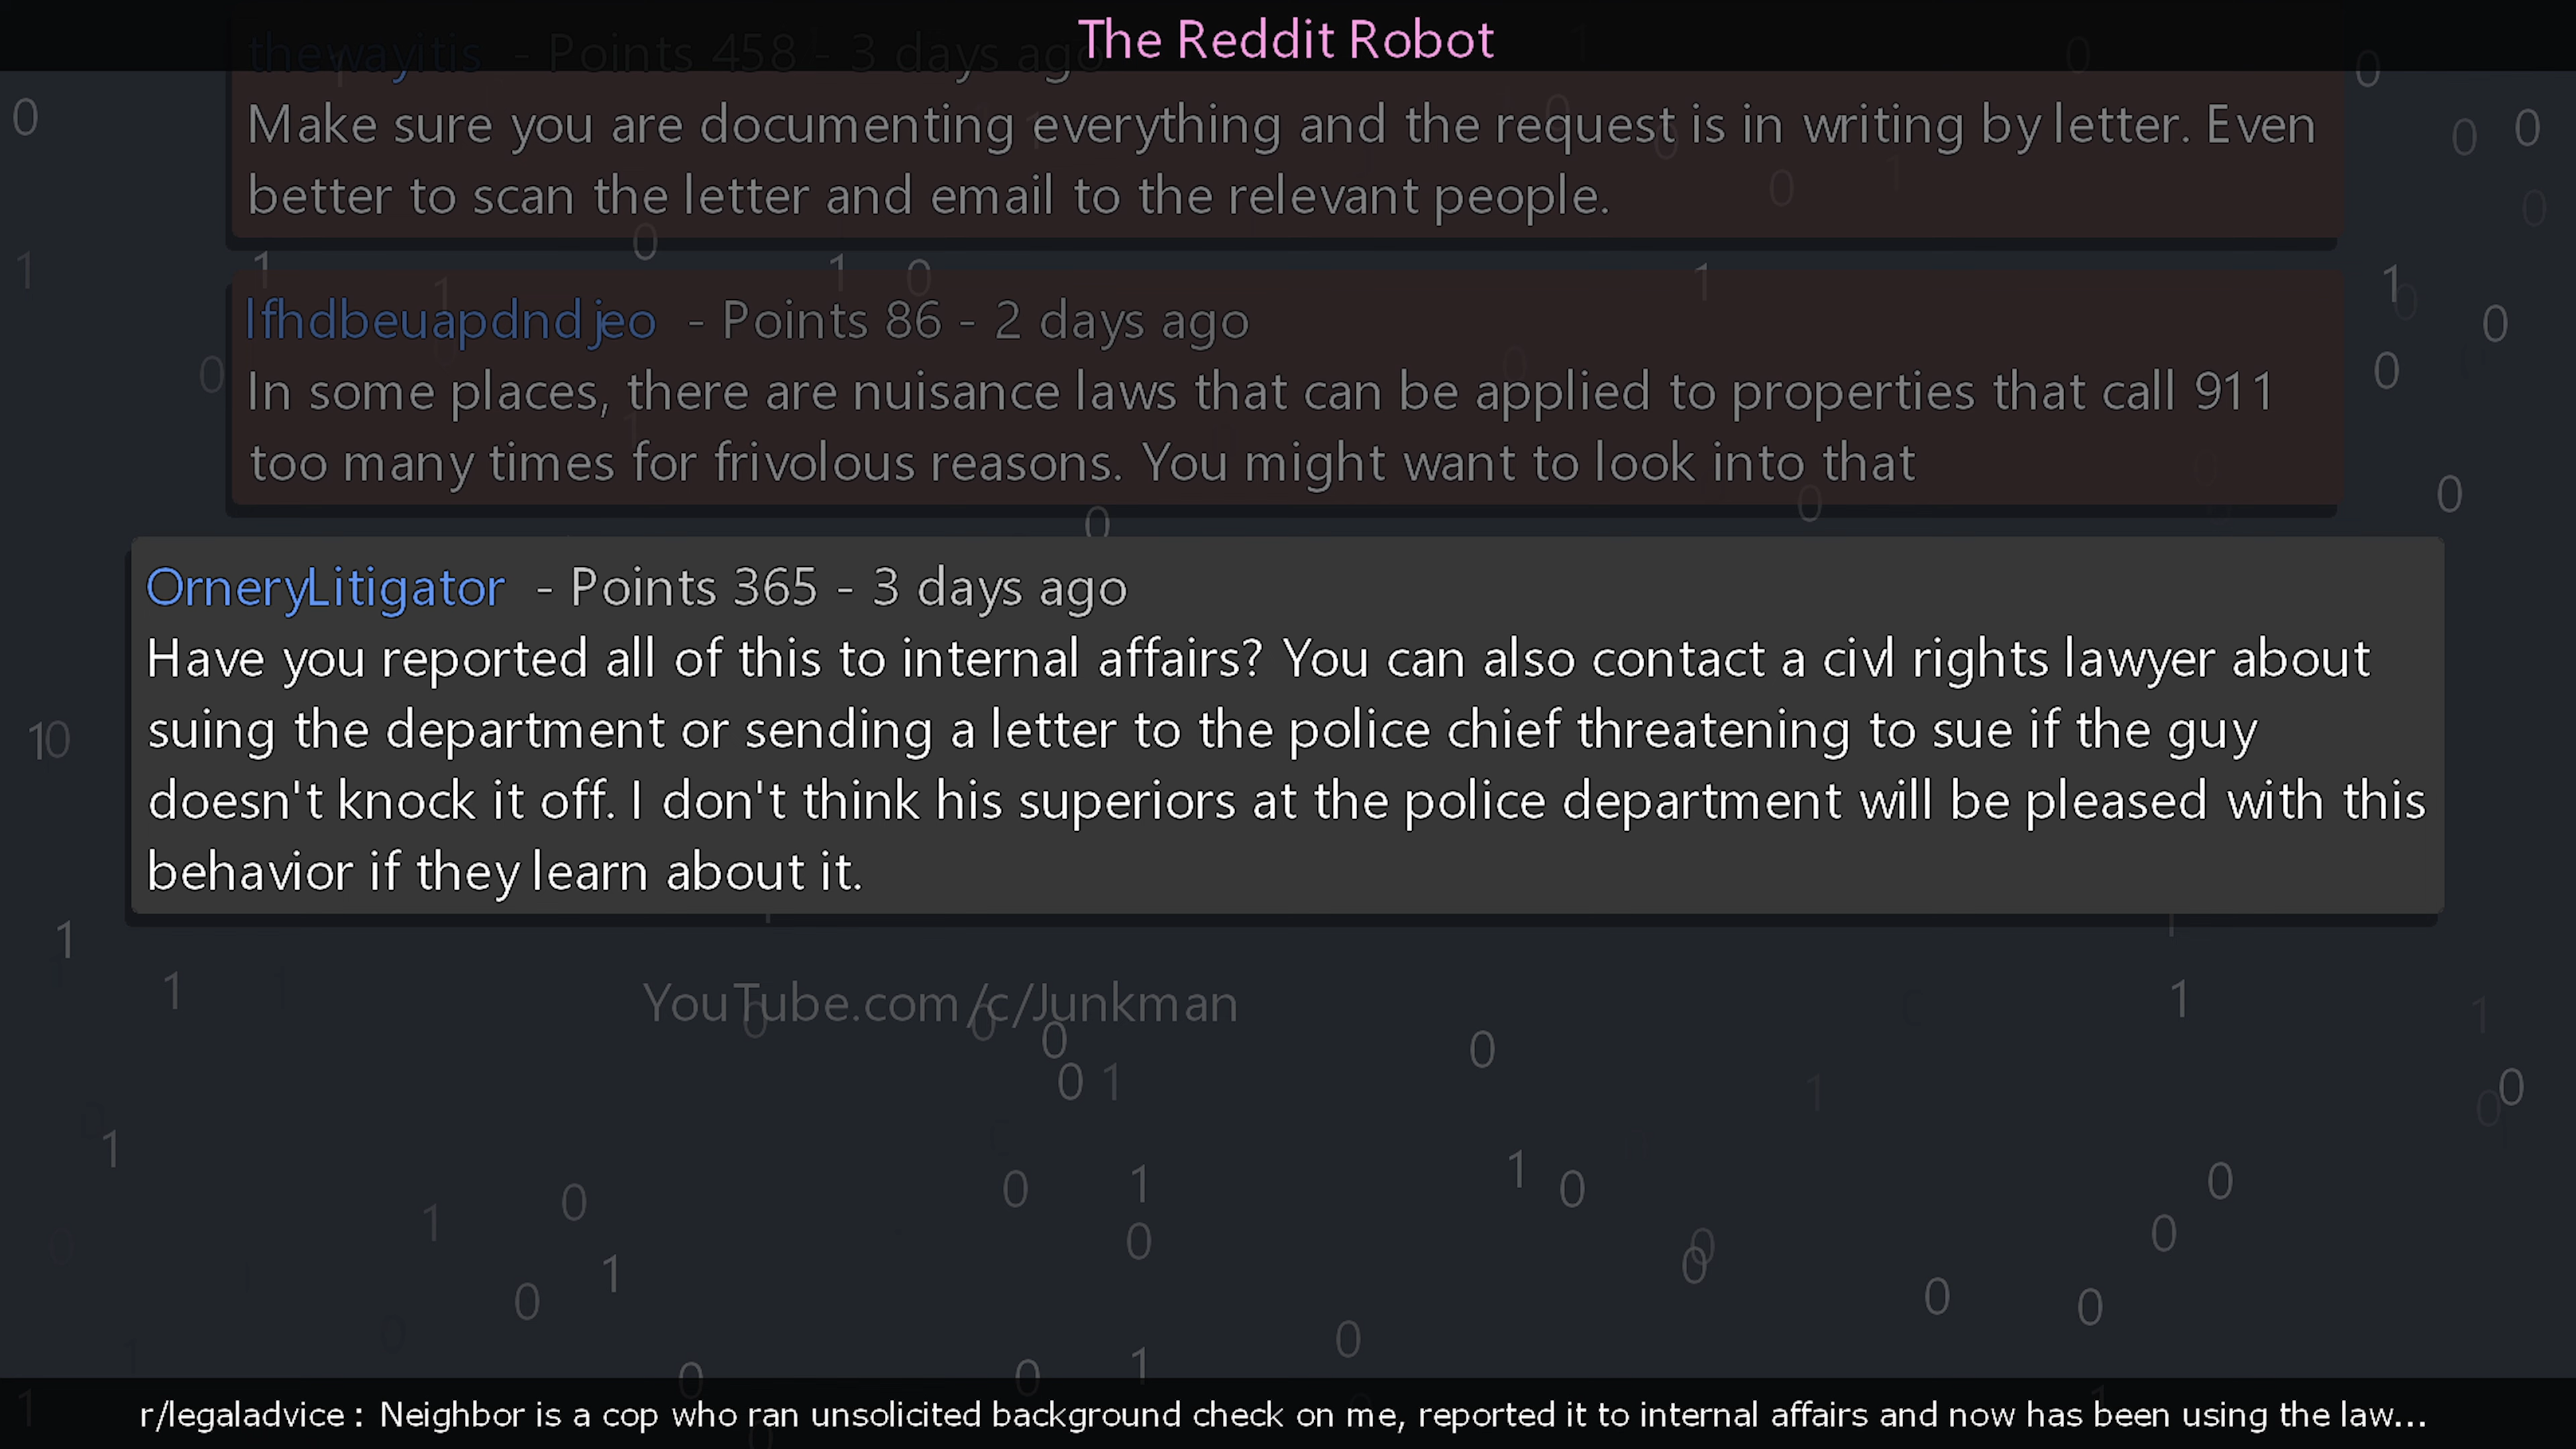 The Reddit Robot
thewayitis - Points 458 - 3 days ago
Make sure you are documenting everything and the request is in writing by letter. Even
better to scan the letter and email to the relevant people.
lfhdbeuapdndjeo - Points 86 - 2 days ago
In some places, there are nuisance laws that can be applied to properties that call 911
too many times for frivolous reasons. You might want to look into that
OrneryLitigator - Points 365 - 3 days ago
Have you reported all of this to internal affairs? You can also contact a civl rights lawyer about
suing the department or sending a letter to the police chief threatening to sue if the guy
doesn't knock it off. I don't think his superiors at the police department will be pleased with this
behavior if they learn about it.
YouTube.com/c/Junkman
r/legaladvice : Neighbor is a cop who ran unsolicited background check on me, reported it to internal affairs and now has been using the law...